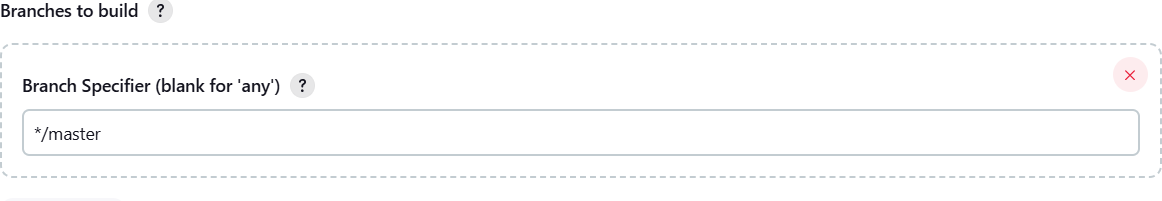 Branches to build ?
Branch Specifier (blank for 'any') ?
*/master